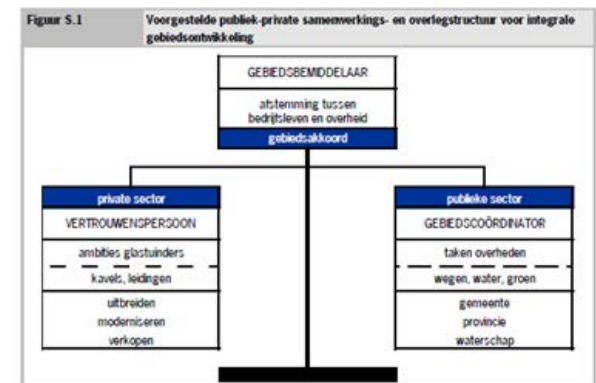 Figuur S.1
Voorgestelde publiek-private samenwerkings- en overlegstructuur voor integrale
gebiedsontwikkeling
GEBIEDSBEMIDDELAAR
afstemming tussen
bedrijfsleven en overheid
gebiedsakkoord
private sector
VERTROUWENSPERSOON
ambities glastuinders
kavels, leidingen
uitbreiden
moderniseren
verkopen
publieke sector
GEBIEDSCOÖRDINATOR
taken overheden
wegen, water, groen
gemeente
provincie
waterschap